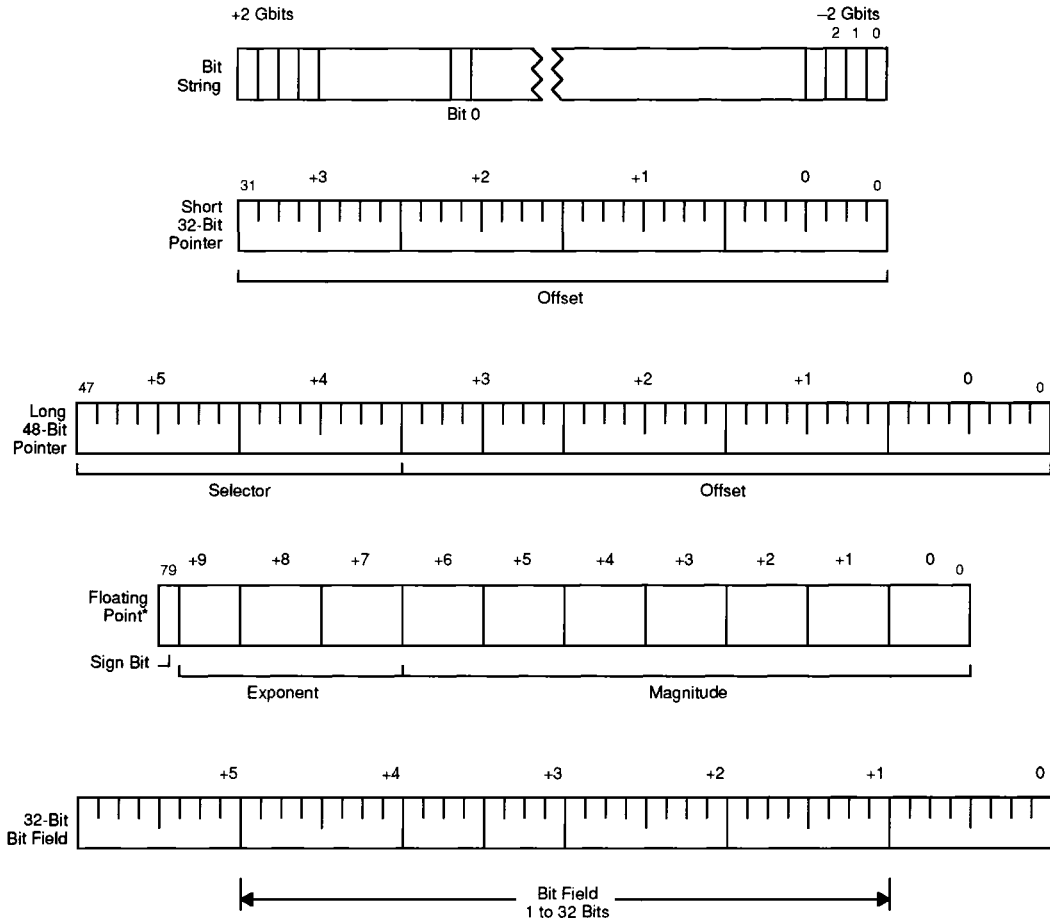 +2 Gbits –2 Gbits
2 1 0
Bit
String
Bit 0
31 +3 +2 +1 0 0
Short
32-Bit
Pointer
Offset
47 +5 +4 +3 +2 +1 0 0
Long
48-Bit
Pointer
Selector Offset
79 +9 +8 +7 +6 +5 +4 +3 +2 +1 0 0
Floating
Point*
Sign Bit
Exponent Magnitude
+5 +4 +3 +2 +1 0
32-Bit
Bit Field
Bit Field
1 to 32 Bits